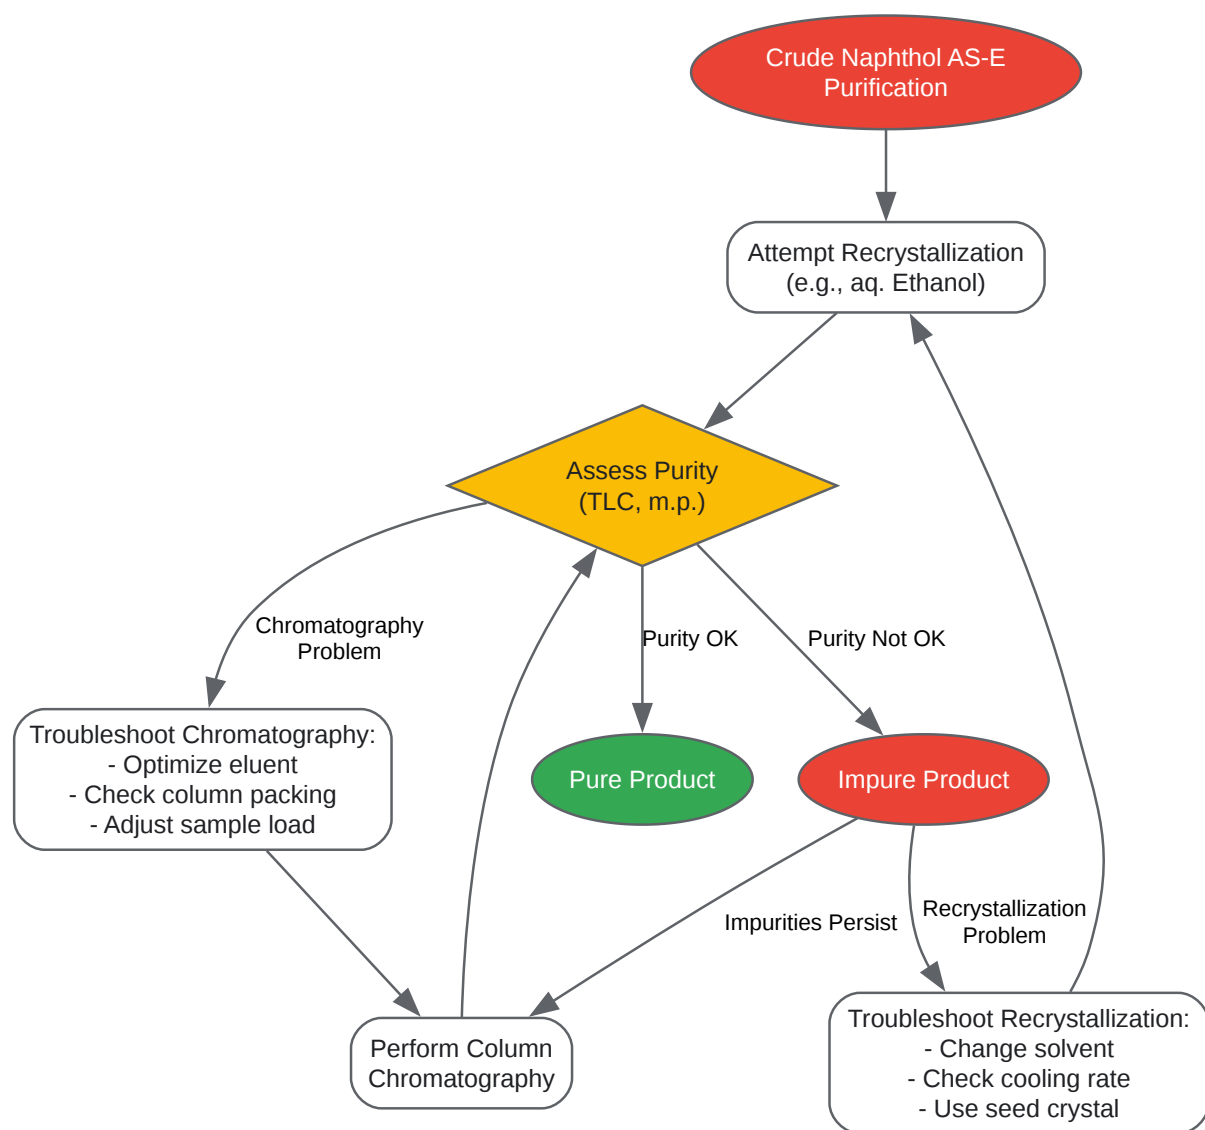 Crude Naphthol AS-E
Purification
Attempt Recrystallization
(e.g., aq. Ethanol)
Assess Purity
(TLC, m.p.)
Chromatography
Problem
Purity OK
Purity Not OK
Troubleshoot Chromatography:
- Optimize eluent
- Check column packing
- Adjust sample load
Pure Product
Impure Product
Impurities Persist
Recrystallization
Problem
Perform Column
Chromatography
Troubleshoot Recrystallization:
- Change solvent
- Check cooling rate
- Use seed crystal